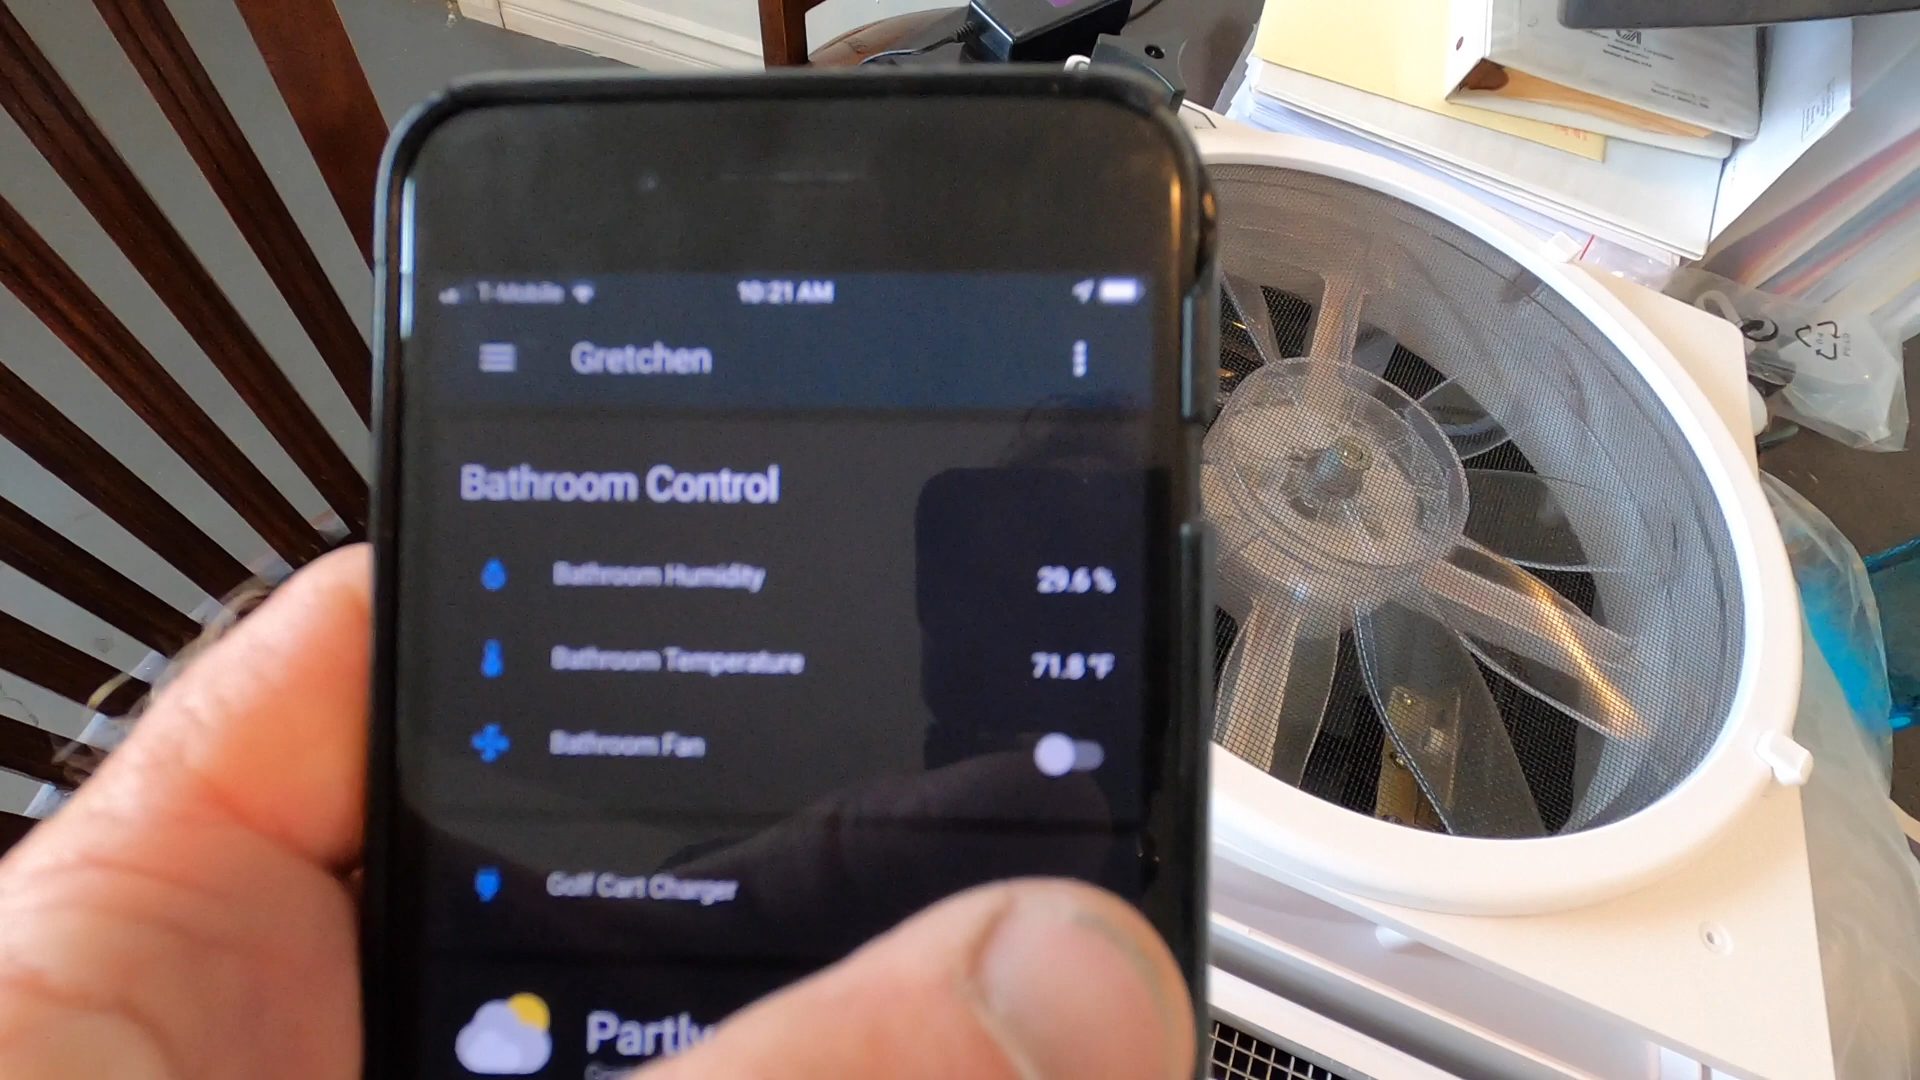 T-Mobile 10:21 AM
Gretchen
Bathroom Control
Bathroom Humidity 29.6 %
Bathroom Temperature 71.8 °F
Bathroom Fan
Golf Cart Charger
Partly